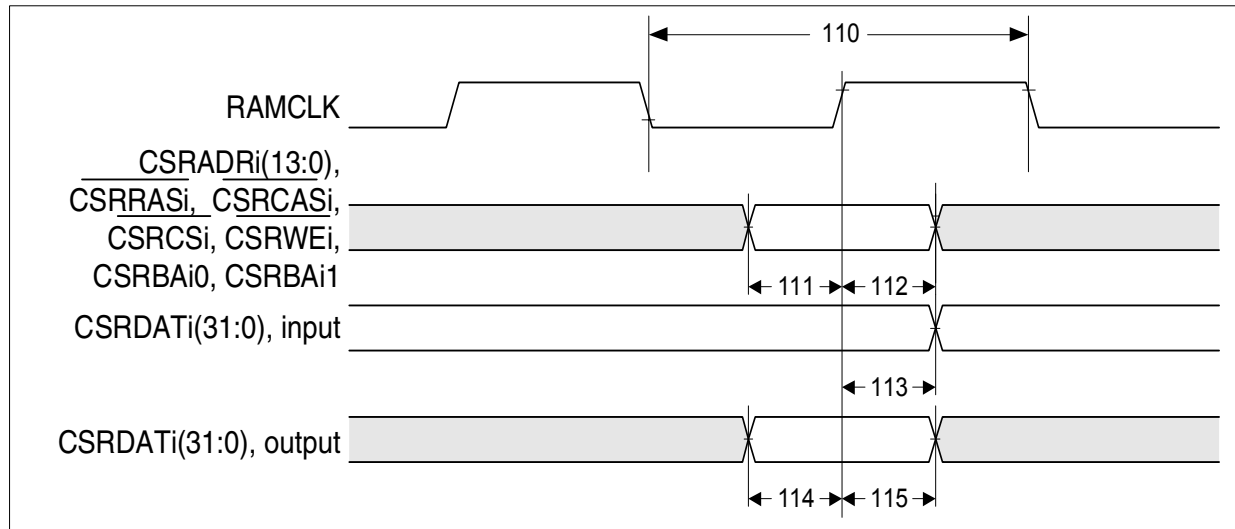 110
RAMCLK
CSRADRi(13:0),
CSRRASi, CSRCASi,
CSRCSi, CSRWEi,
CSRBAi0, CSRBAi1
111
112
CSRDATi(31:0), input
113
CSRDATi(31:0), output
114
115